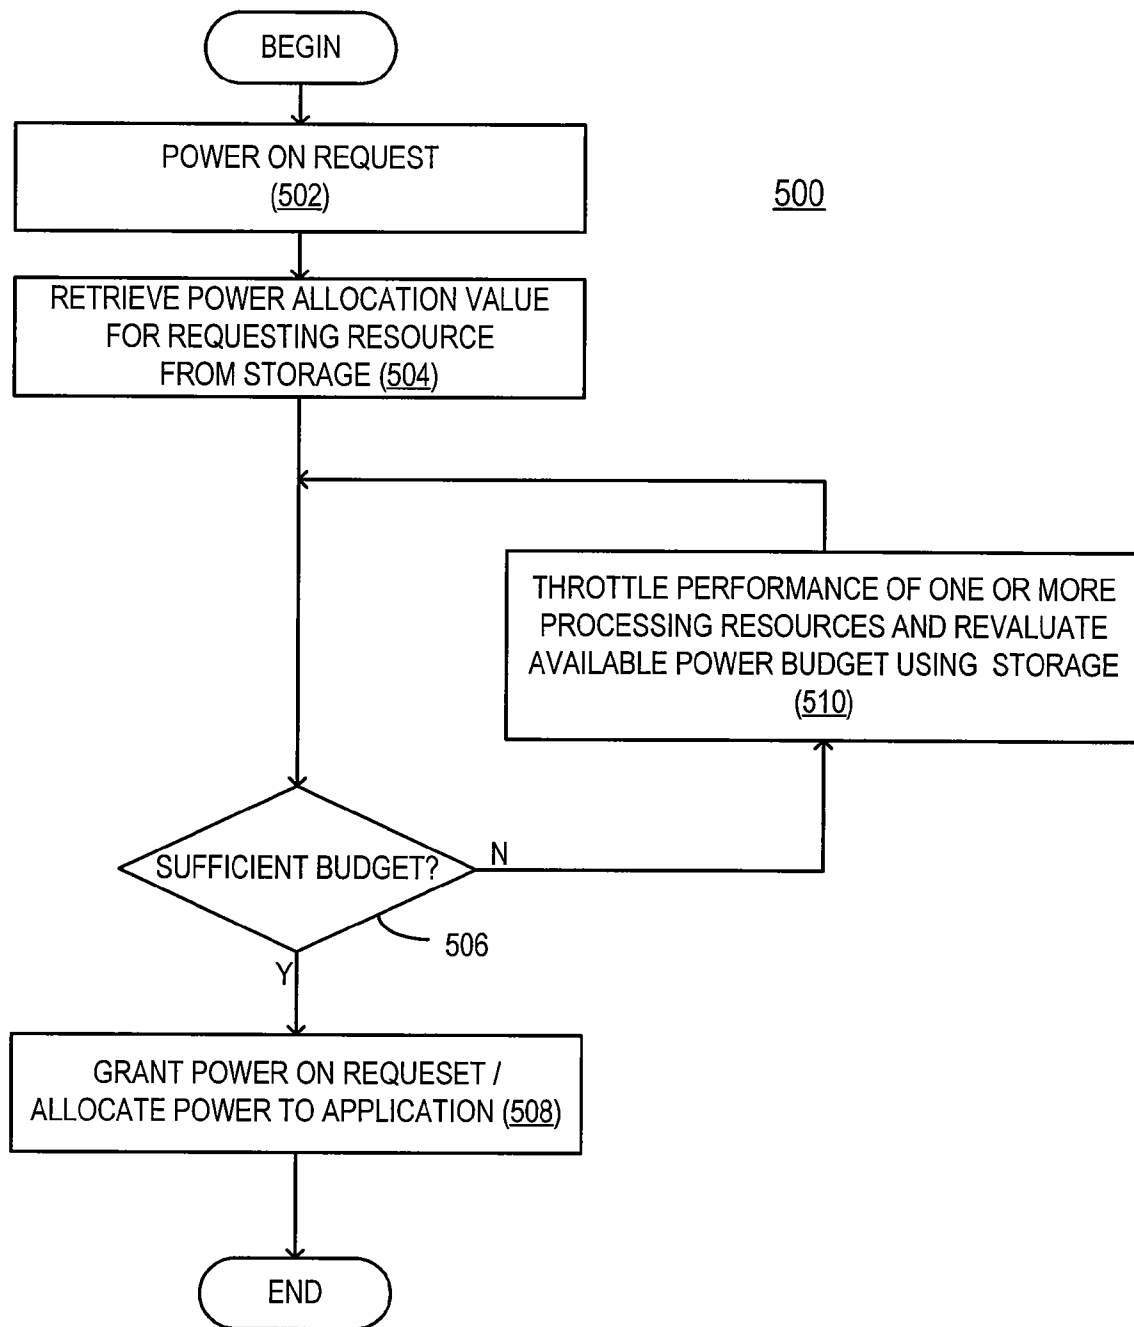 BEGIN
POWER ON REQUEST
(502)
500
RETRIEVE POWER ALLOCATION VALUE
FOR REQUESTING RESOURCE
FROM STORAGE (504)
THROTTLE PERFORMANCE OF ONE OR MORE
PROCESSING RESOURCES AND REVALUATE
AVAILABLE POWER BUDGET USING STORAGE
(510)
SUFFICIENT BUDGET?
N
506
Y
GRANT POWER ON REQUESET /
ALLOCATE POWER TO APPLICATION (508)
END